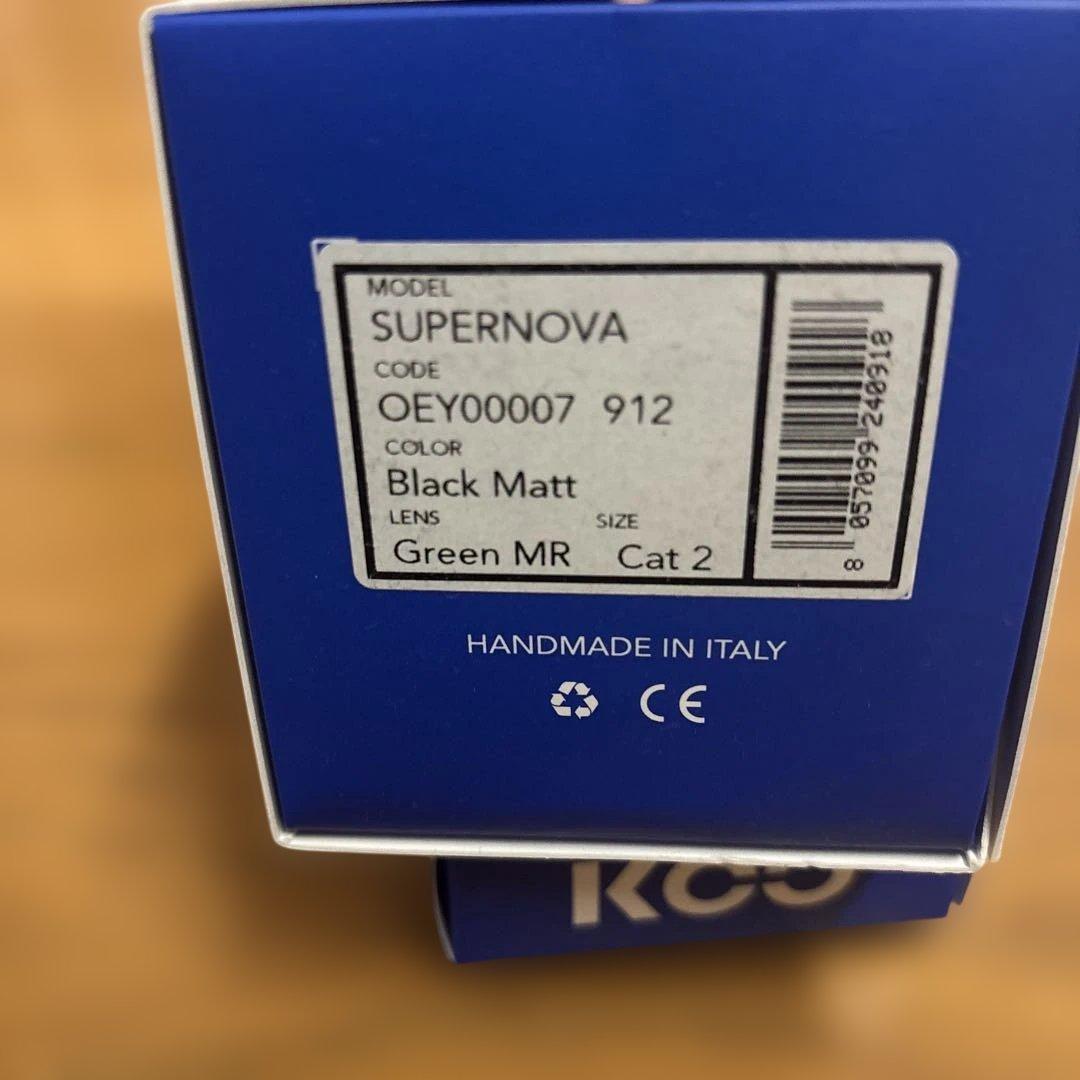 MODEL
SUPERNOVA
CODE
OEY00007 912
COLOR
Black Matt
LENS SIZE
Green MR Cat 2
8 057099 240918
HANDMADE IN ITALY
CE